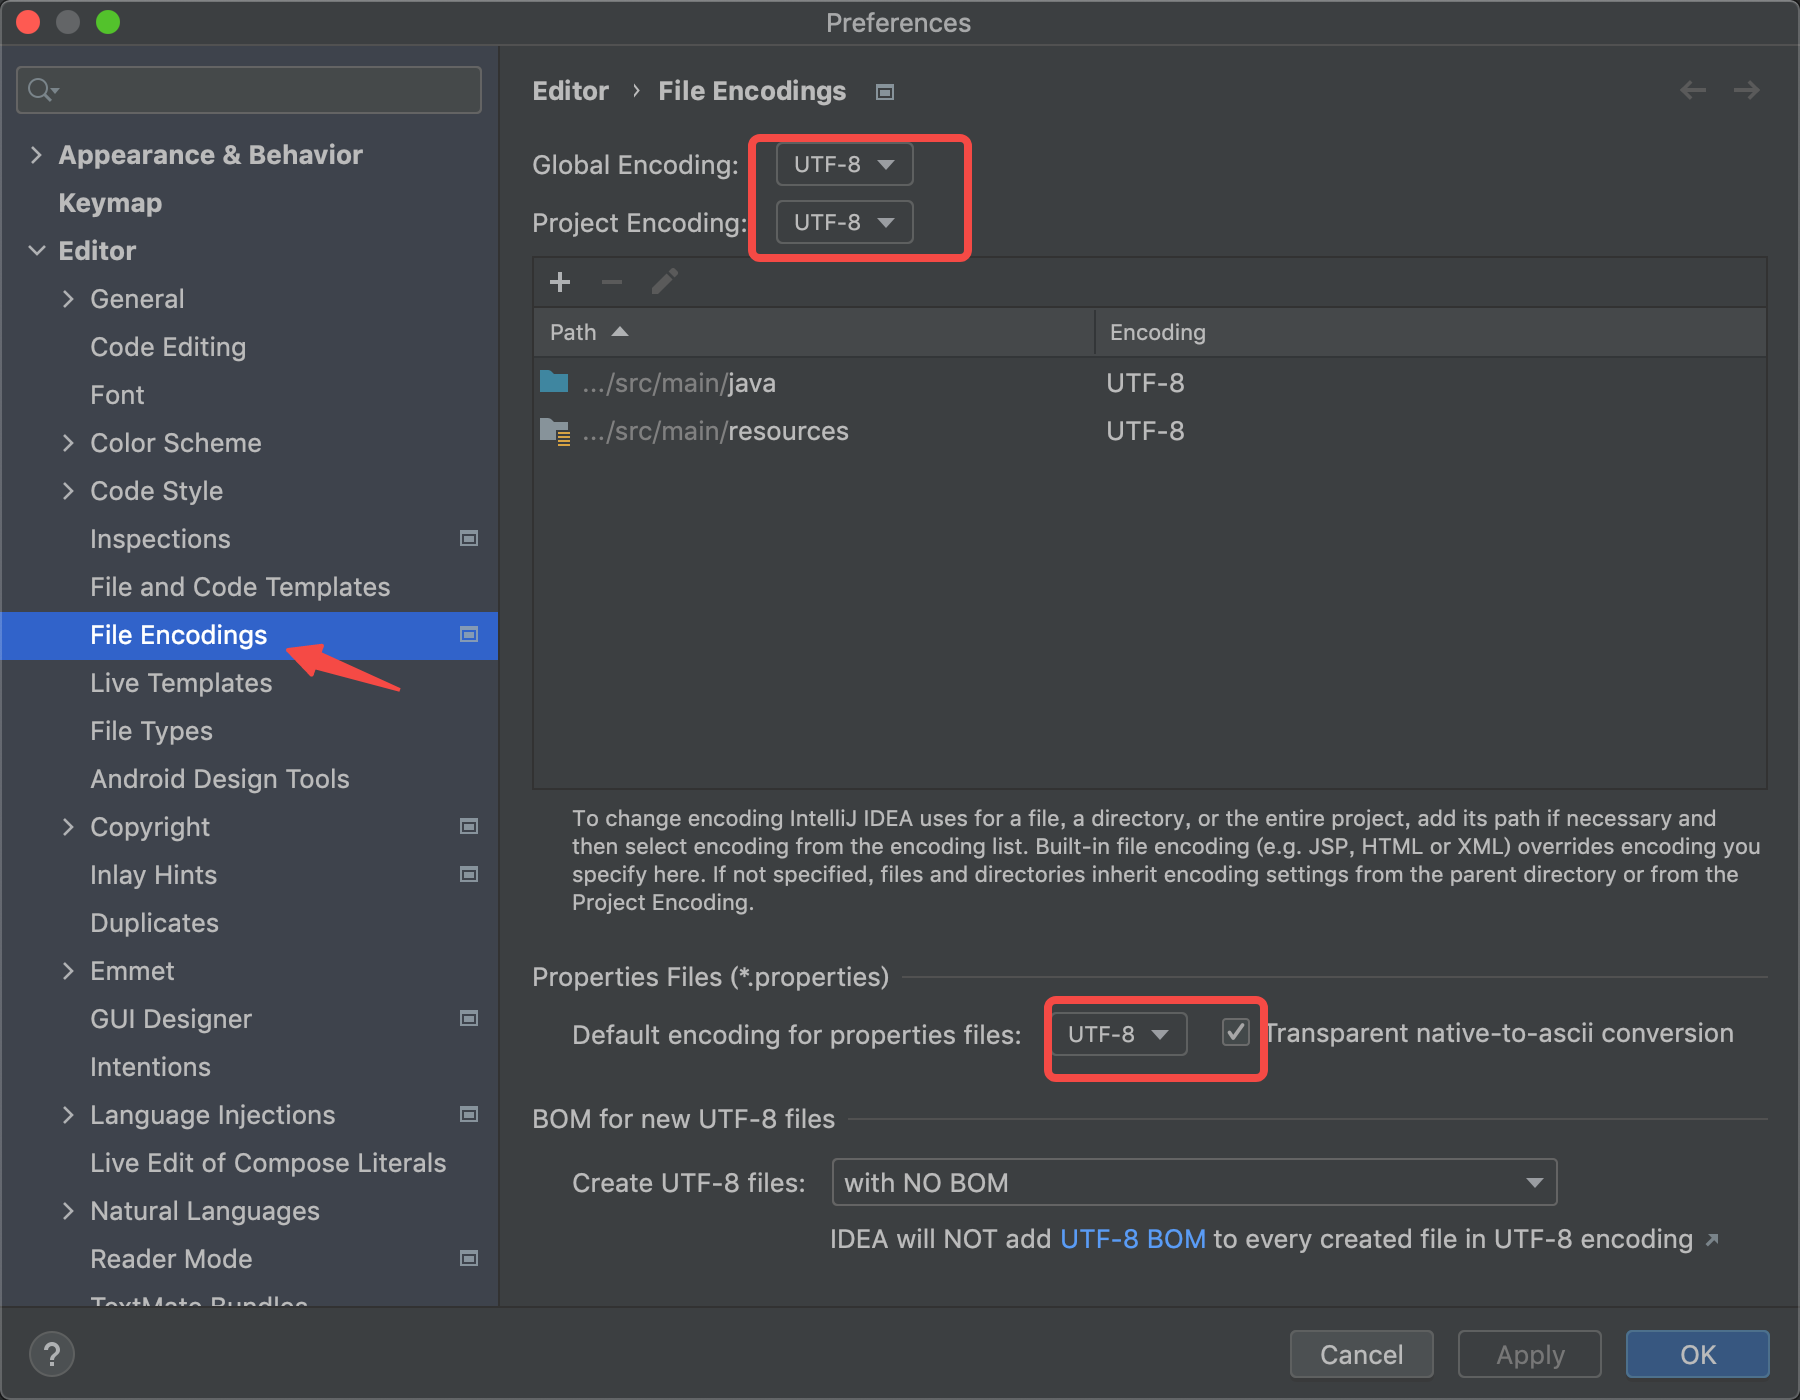 Preferences
Appearance & Behavior
Keymap
Editor
General
Code Editing
Font
Color Scheme
Code Style
Inspections
File and Code Templates
File Encodings
Live Templates
File Types
Android Design Tools
Copyright
Inlay Hints
Duplicates
Emmet
GUI Designer
Intentions
Language Injections
Live Edit of Compose Literals
Natural Languages
Reader Mode
TextMate Bundles
Editor › File Encodings
Global Encoding: UTF-8
Project Encoding: UTF-8
Path Encoding
.../src/main/java UTF-8
.../src/main/resources UTF-8
To change encoding IntelliJ IDEA uses for a file, a directory, or the entire project, add its path if necessary and
then select encoding from the encoding list. Built-in file encoding (e.g. JSP, HTML or XML) overrides encoding you
specify here. If not specified, files and directories inherit encoding settings from the parent directory or from the
Project Encoding.
Properties Files (*.properties)
Default encoding for properties files: UTF-8 Transparent native-to-ascii conversion
BOM for new UTF-8 files
Create UTF-8 files: with NO BOM
IDEA will NOT add UTF-8 BOM to every created file in UTF-8 encoding ↗
?
Cancel Apply OK